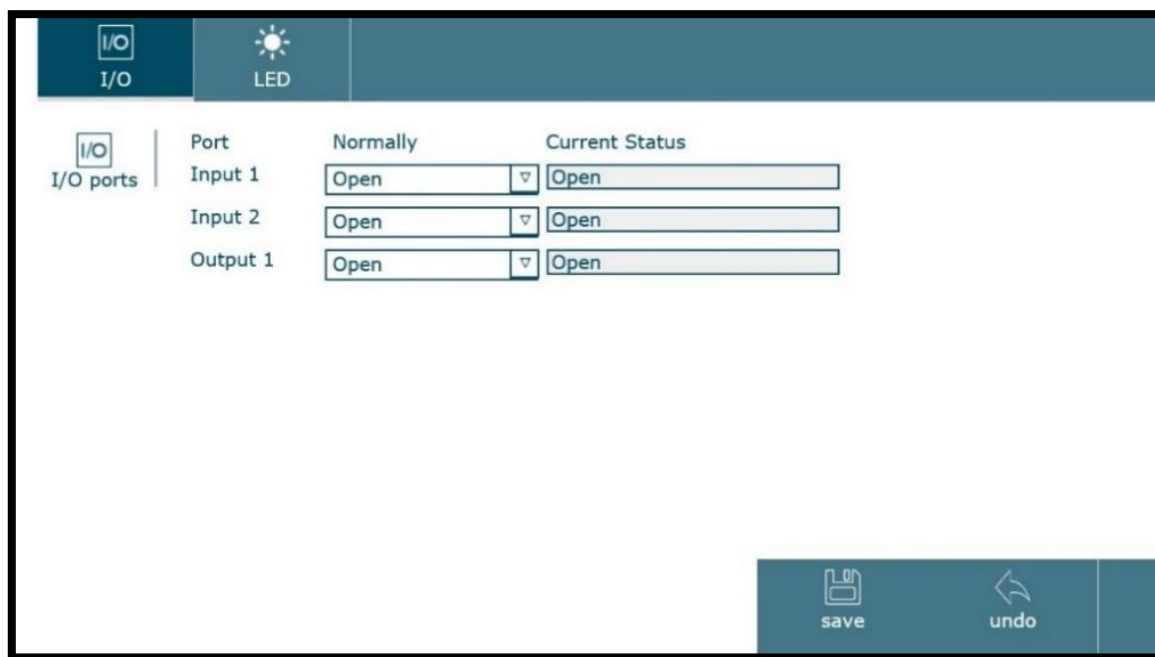 I/O
I/O
LED
I/O
I/O ports
Port Normally Current Status
Input 1 Open Open
Input 2 Open Open
Output 1 Open Open
save undo